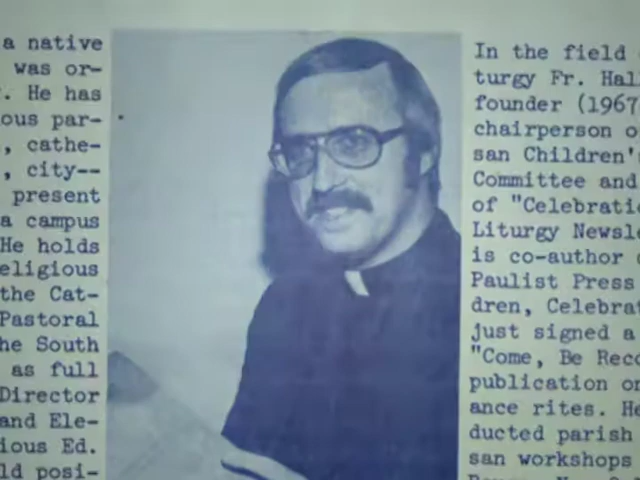 a native
was or-
. He has
ous par-
, cathe-
, city--
present
a campus
He holds
eligious
the Cat-
Pastoral
he South
as full
Director
and Ele-
ious Ed.
ld posi-
In the field
turgy Fr. Hal
founder (1967
chairperson o
san Children'
Committee and
of "Celebrati
Liturgy Newsle
is co-author
Paulist Press
dren, Celebrat
just signed a
"Come, Be Reco
publication on
ance rites. He
ducted parish
san workshops